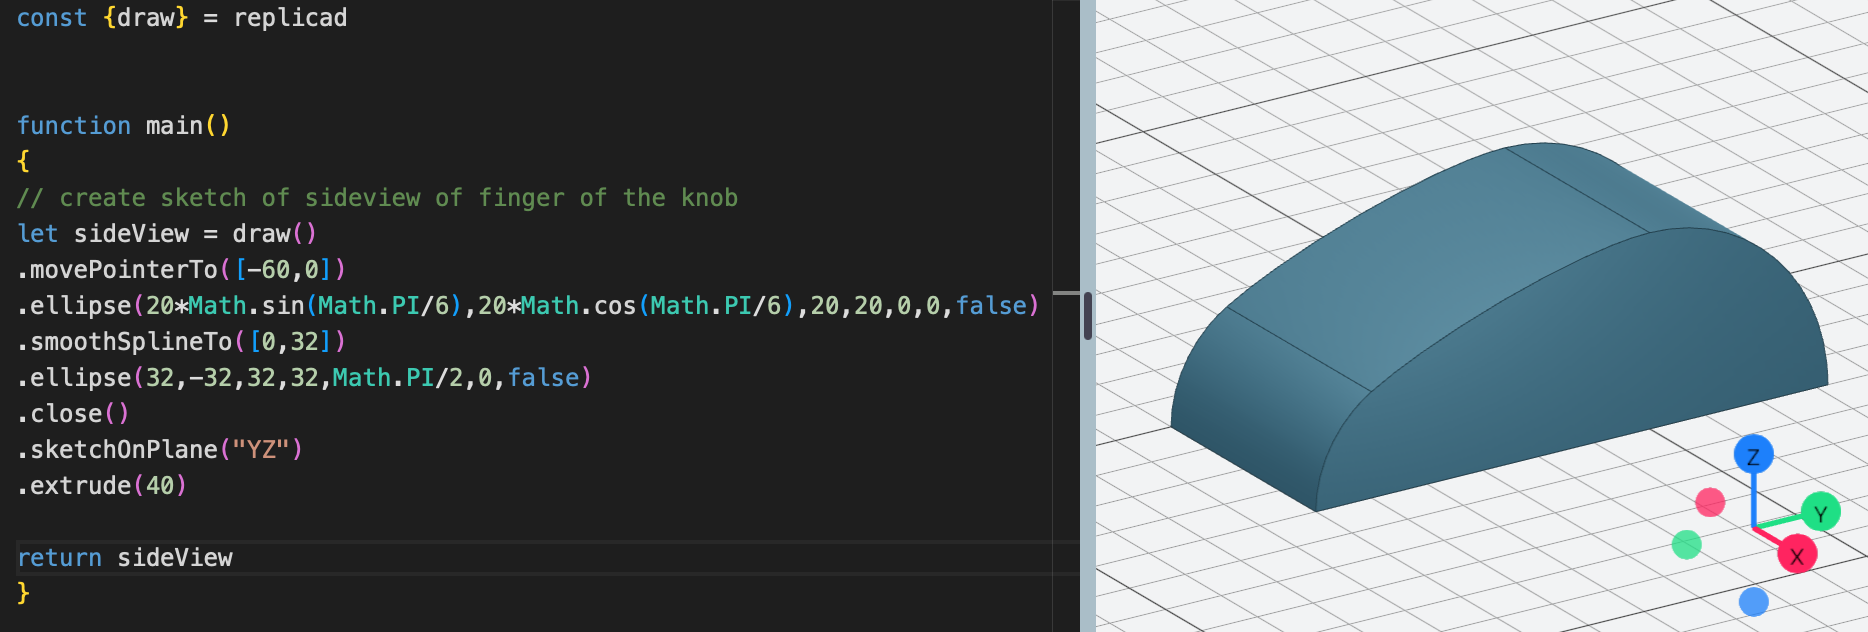 const {draw} = replicad
function main()
{
// create sketch of sideview of finger of the knob
let sideView = draw()
.movePointerTo([-60,0])
.ellipse(20*Math.sin(Math.PI/6),20*Math.cos(Math.PI/6),20,20,0,0,false)
.smoothSplineTo([0,32])
.ellipse(32,-32,32,32,Math.PI/2,0,false)
.close()
.sketchOnPlane("YZ")
.extrude(40)
return sideView
}
Z
Y
X